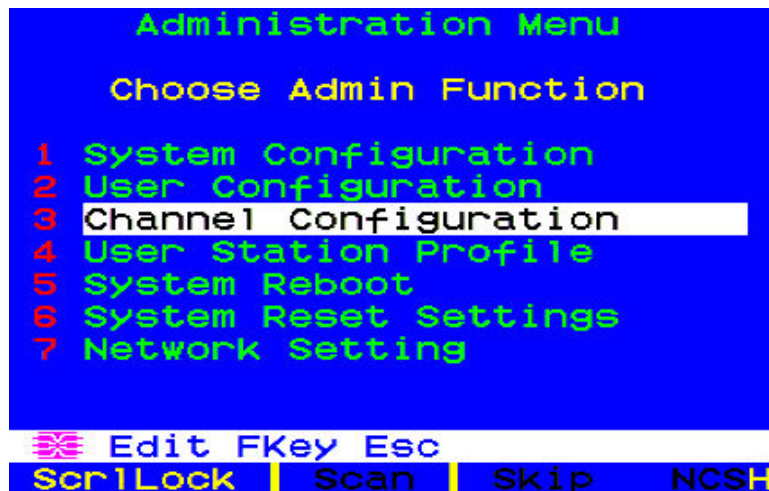 Administration Menu
Choose Admin Function
1 System Configuration
2 User Configuration
3 Channel Configuration
4 User Station Profile
5 System Reboot
6 System Reset Settings
7 Network Setting
Edit FKey Esc
ScrlLock Scan Skip NCSH